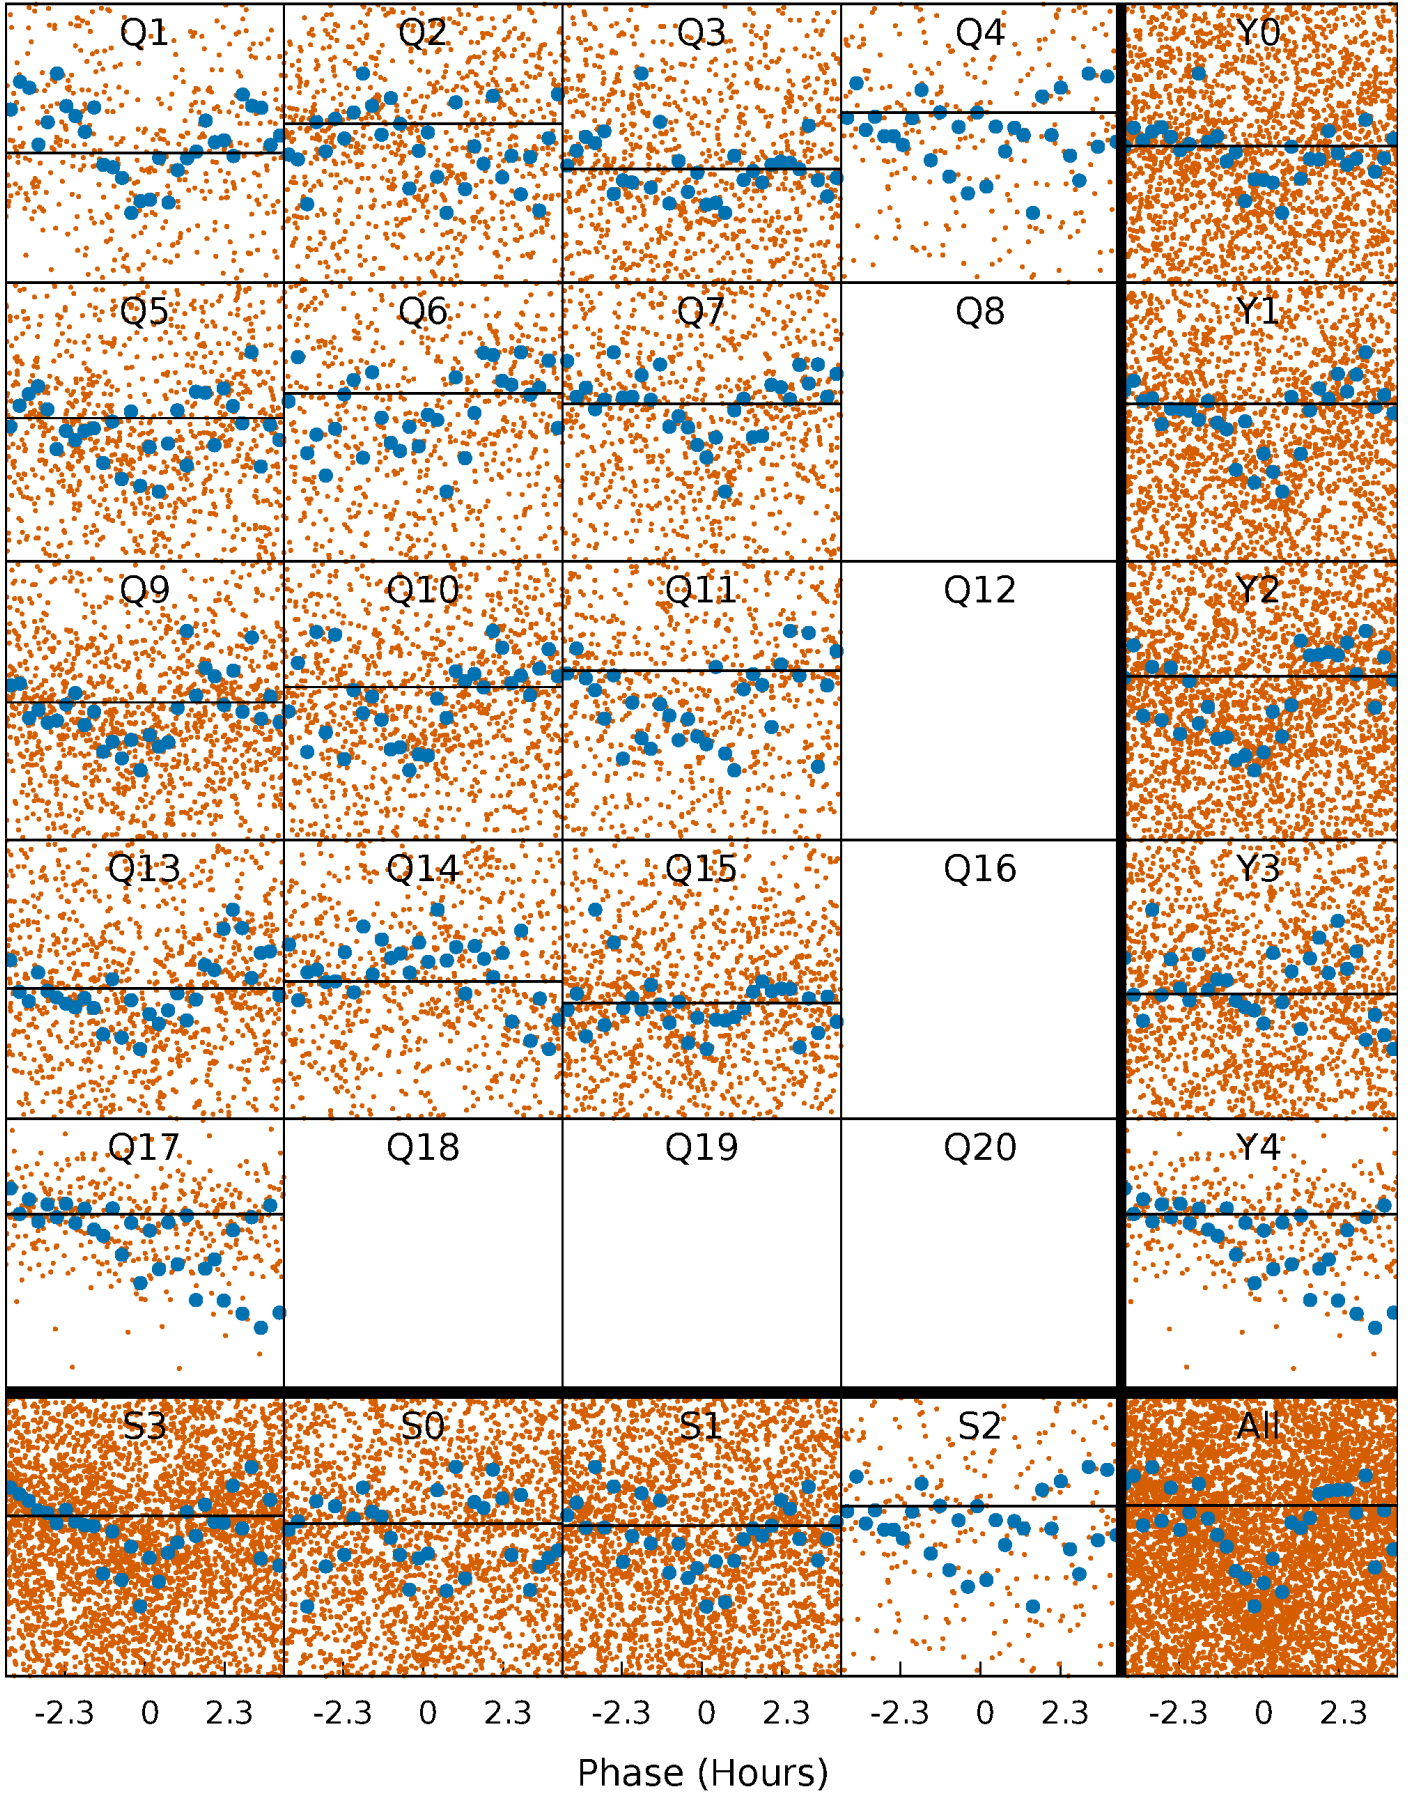 Q1 Q2 Q3 Q4 Y0
Q5 Q6 Q7 Q8 Y1
Q9 Q10 Q11 Q12 Y2
Q13 Q14 Q15 Q16 Y3
Q17 Q18 Q19 Q20 Y4
S3 S0 S1 S2 All
-2.3 0 2.3 -2.3 0 2.3 -2.3 0 2.3 -2.3 0 2.3 -2.3 0 2.3
Phase (Hours)